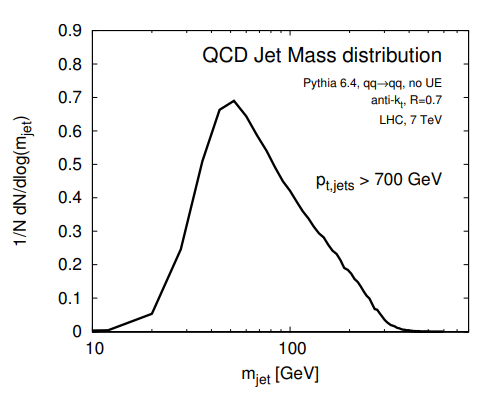 QCD Jet Mass distribution
Pythia 6.4, qq→qq, no UE
anti-kt, R=0.7
LHC, 7 TeV
pt,jets > 700 GeV
1/N dN/dlog(mjet)
0.9
0.8
0.7
0.6
0.5
0.4
0.3
0.2
0.1
0
10
100
mjet [GeV]